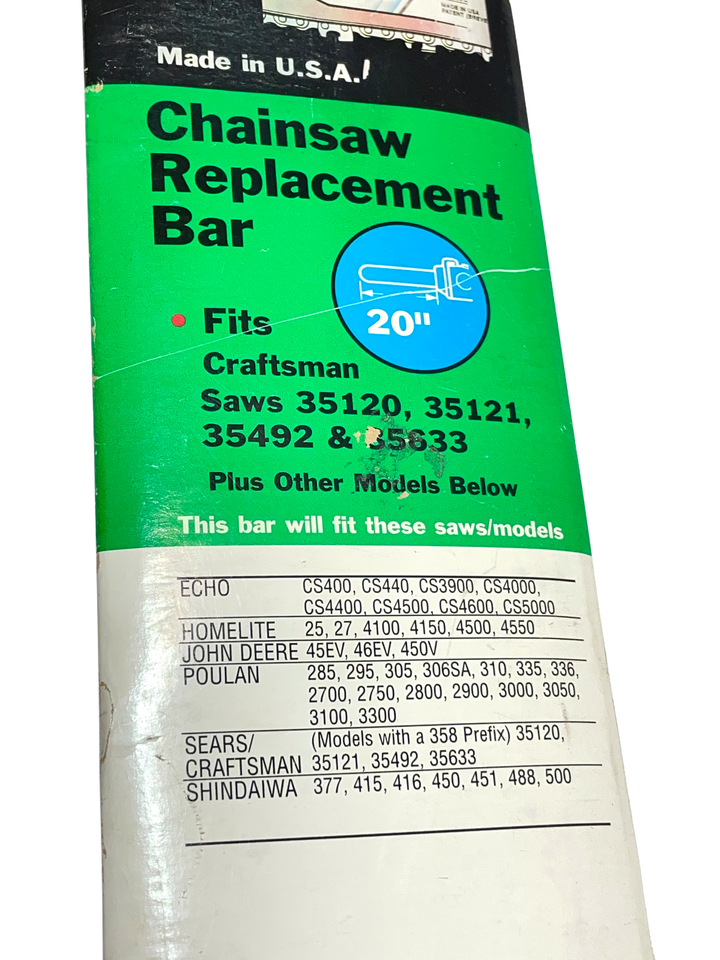 MADE IN USA
Made in U.S.A.
Chainsaw
Replacement
Bar
20"
Fits
Craftsman
Saws 35120, 35121,
35492 & 35633
Plus Other Models Below
This bar will fit these saws/models
ECHO CS400, CS440, CS3900, CS4000,
CS4400, CS4500, CS4600, CS5000
HOMELITE 25, 27, 4100, 4150, 4500, 4550
JOHN DEERE 45EV, 46EV, 450V
POULAN 285, 295, 305, 306SA, 310, 335, 336,
2700, 2750, 2800, 2900, 3000, 3050,
3100, 3300
SEARS/ (Models with a 358 Prefix) 35120,
CRAFTSMAN 35121, 35492, 35633
SHINDAIWA 377, 415, 416, 450, 451, 488, 500